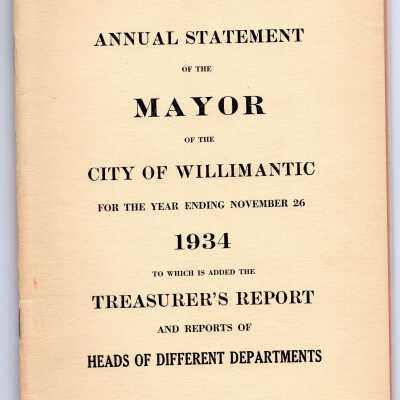 ANNUAL STATEMENT
OF THE
MAYOR
OF THE
CITY OF WILLIMANTIC
FOR THE YEAR ENDING NOVEMBER 26
1934
TO WHICH IS ADDED THE
TREASURER'S REPORT
AND REPORTS OF
HEADS OF DIFFERENT DEPARTMENTS